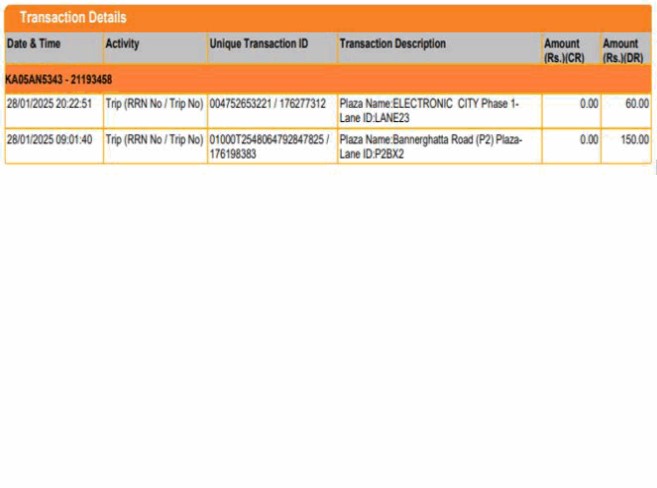 Transaction Details
Date & Time Activity Unique Transaction ID Transaction Description Amount (Rs.)(CR) Amount (Rs.)(DR)
KA05AN5343 - 21193458
28/01/2025 20:22:51 Trip (RRN No / Trip No) 004752653221 / 176277312 Plaza Name:ELECTRONIC CITY Phase 1- 0.00 60.00
Lane ID:LANE23
28/01/2025 09:01:40 Trip (RRN No / Trip No) 01000T2548064792847825 / Plaza Name:Bannerghatta Road (P2) Plaza- 0.00 150.00
176198383 Lane ID:P2BX2